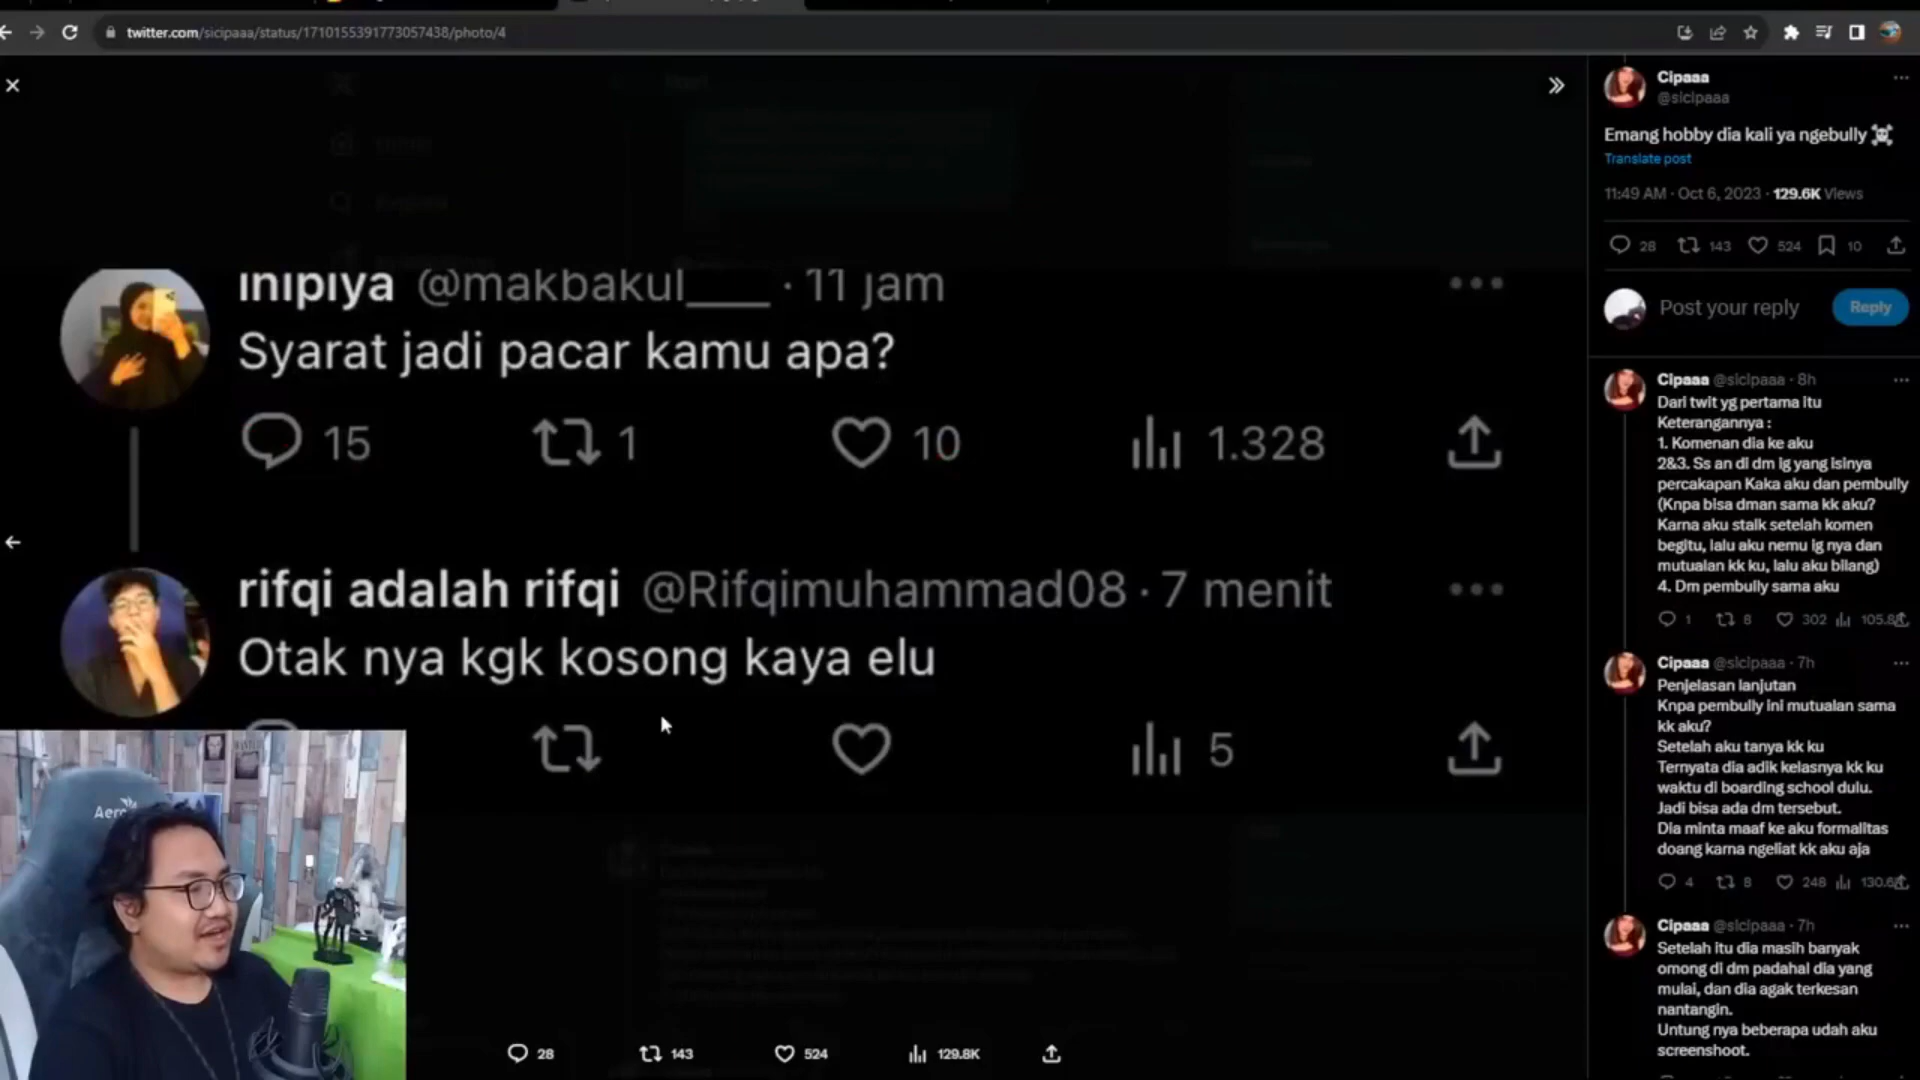 twitter.com/sicipaaa/status/1710155391773057438/photo/4
inipiya @makbakul____ · 11 jam
Syarat jadi pacar kamu apa?
15 1 10 1.328
rifqi adalah rifqi @Rifqimuhammad08 · 7 menit
Otak nya kgk kosong kaya elu
5
Aero
28 143 524 129.8K
Cipaaa
@sicipaaa
Emang hobby dia kali ya ngebully ☠️
Translate post
11:49 AM · Oct 6, 2023 · 129.6K Views
28 143 524 10
Post your reply Reply
Cipaaa @sicipaaa · 8h
Dari twit yg pertama itu
Keterangannya :
1. Komenan dia ke aku
2&3. Ss an di dm ig yang isinya
percakapan Kaka aku dan pembully
(Knpa bisa dman sama kk aku?
Karna aku stalk setelah komen
begitu, lalu aku nemu ig nya dan
mutualan kk ku, lalu aku bilang)
4. Dm pembully sama aku
1 8 302 105.8
Cipaaa @sicipaaa · 7h
Penjelasan lanjutan
Knpa pembully ini mutualan sama
kk aku?
Setelah aku tanya kk ku
Ternyata dia adik kelasnya kk ku
waktu di boarding school dulu.
Jadi bisa ada dm tersebut.
Dia minta maaf ke aku formalitas
doang karna ngeliat kk aku aja
4 8 248 130.6
Cipaaa @sicipaaa · 7h
Setelah itu dia masih banyak
omong di dm padahal dia yang
mulai, dan dia agak terkesan
nantangin.
Untung nya beberapa udah aku
screenshoot.